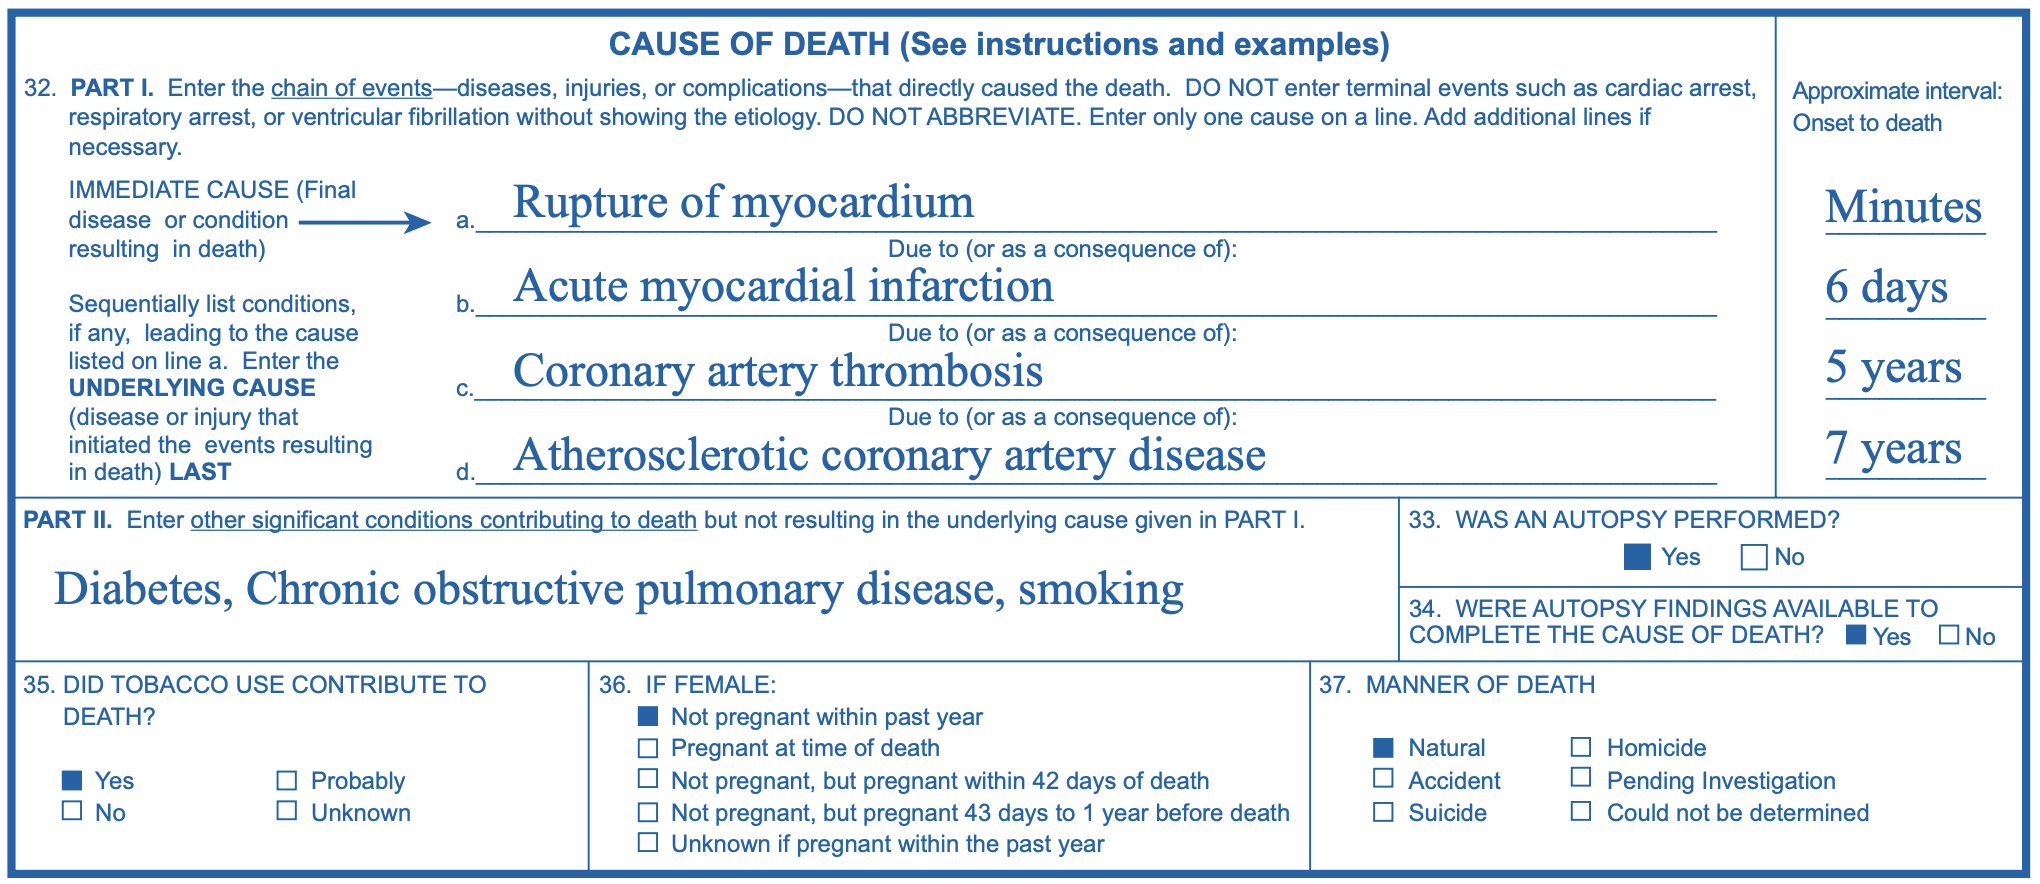 CAUSE OF DEATH (See instructions and examples)
32. PART I. Enter the chain of events—diseases, injuries, or complications—that directly caused the death. DO NOT enter terminal events such as cardiac arrest,
respiratory arrest, or ventricular fibrillation without showing the etiology. DO NOT ABBREVIATE. Enter only one cause on a line. Add additional lines if
necessary.
Approximate interval:
Onset to death
IMMEDIATE CAUSE (Final
disease or condition
resulting in death)
a. Rupture of myocardium
Minutes
Due to (or as a consequence of):
Sequentially list conditions,
if any, leading to the cause
listed on line a. Enter the
UNDERLYING CAUSE
(disease or injury that
initiated the events resulting
in death) LAST
b. Acute myocardial infarction
6 days
Due to (or as a consequence of):
c. Coronary artery thrombosis
5 years
Due to (or as a consequence of):
d. Atherosclerotic coronary artery disease
7 years
PART II. Enter other significant conditions contributing to death but not resulting in the underlying cause given in PART I.
Diabetes, Chronic obstructive pulmonary disease, smoking
33. WAS AN AUTOPSY PERFORMED?
Yes No
34. WERE AUTOPSY FINDINGS AVAILABLE TO
COMPLETE THE CAUSE OF DEATH? Yes No
35. DID TOBACCO USE CONTRIBUTE TO
DEATH?
Yes Probably
No Unknown
36. IF FEMALE:
Not pregnant within past year
Pregnant at time of death
Not pregnant, but pregnant within 42 days of death
Not pregnant, but pregnant 43 days to 1 year before death
Unknown if pregnant within the past year
37. MANNER OF DEATH
Natural Homicide
Accident Pending Investigation
Suicide Could not be determined